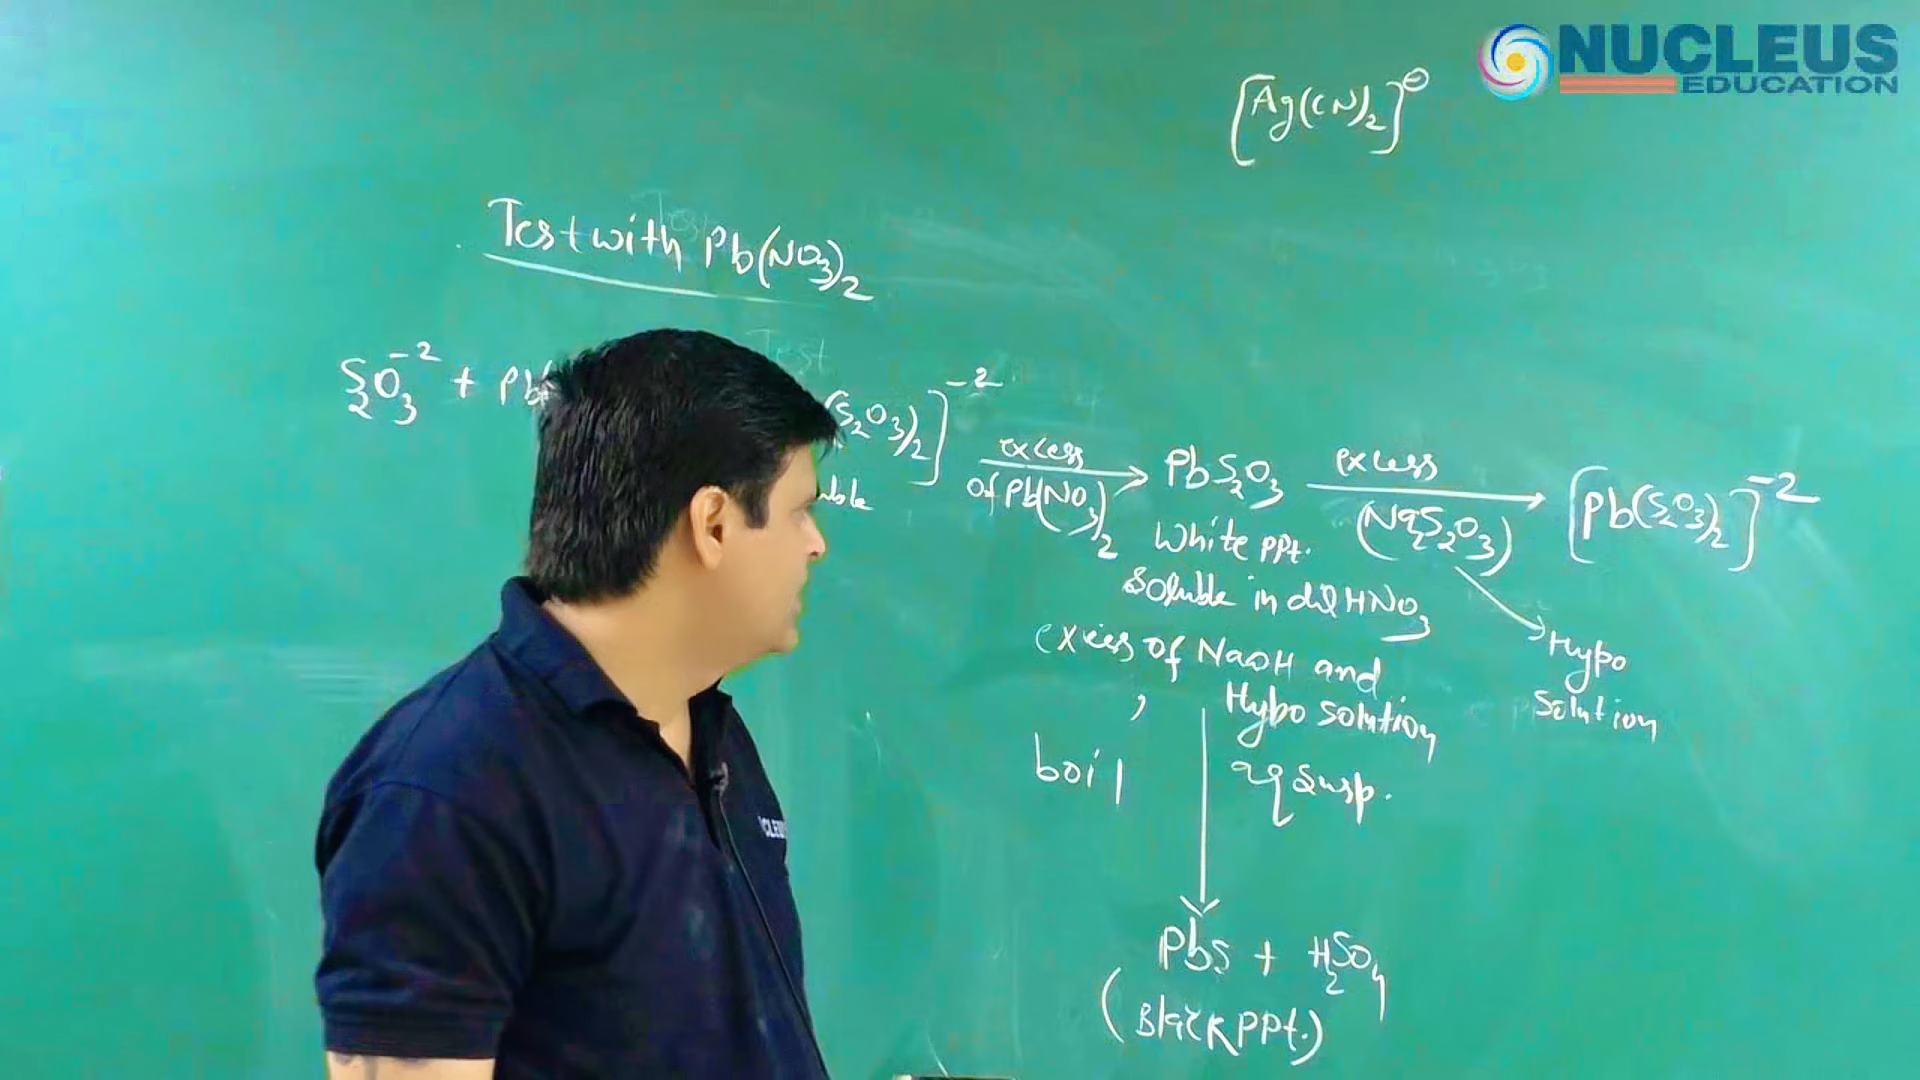 NUCLEUS
EDUCATION
[Ag(CN)2]⊖
Test with Pb(NO3)2
S2O3-2 + Pb
(S2O3)2]-2
excess
of Pb(NO3)2
PbS2O3
White ppt.
Soluble in dil HNO3
excess
(Na2S2O3)
[Pb(S2O3)2]-2
Hypo
Solution
excess of NaOH and
, Hypo solution
boil
aq susp.
PbS + H2SO4
(Black PPt.)